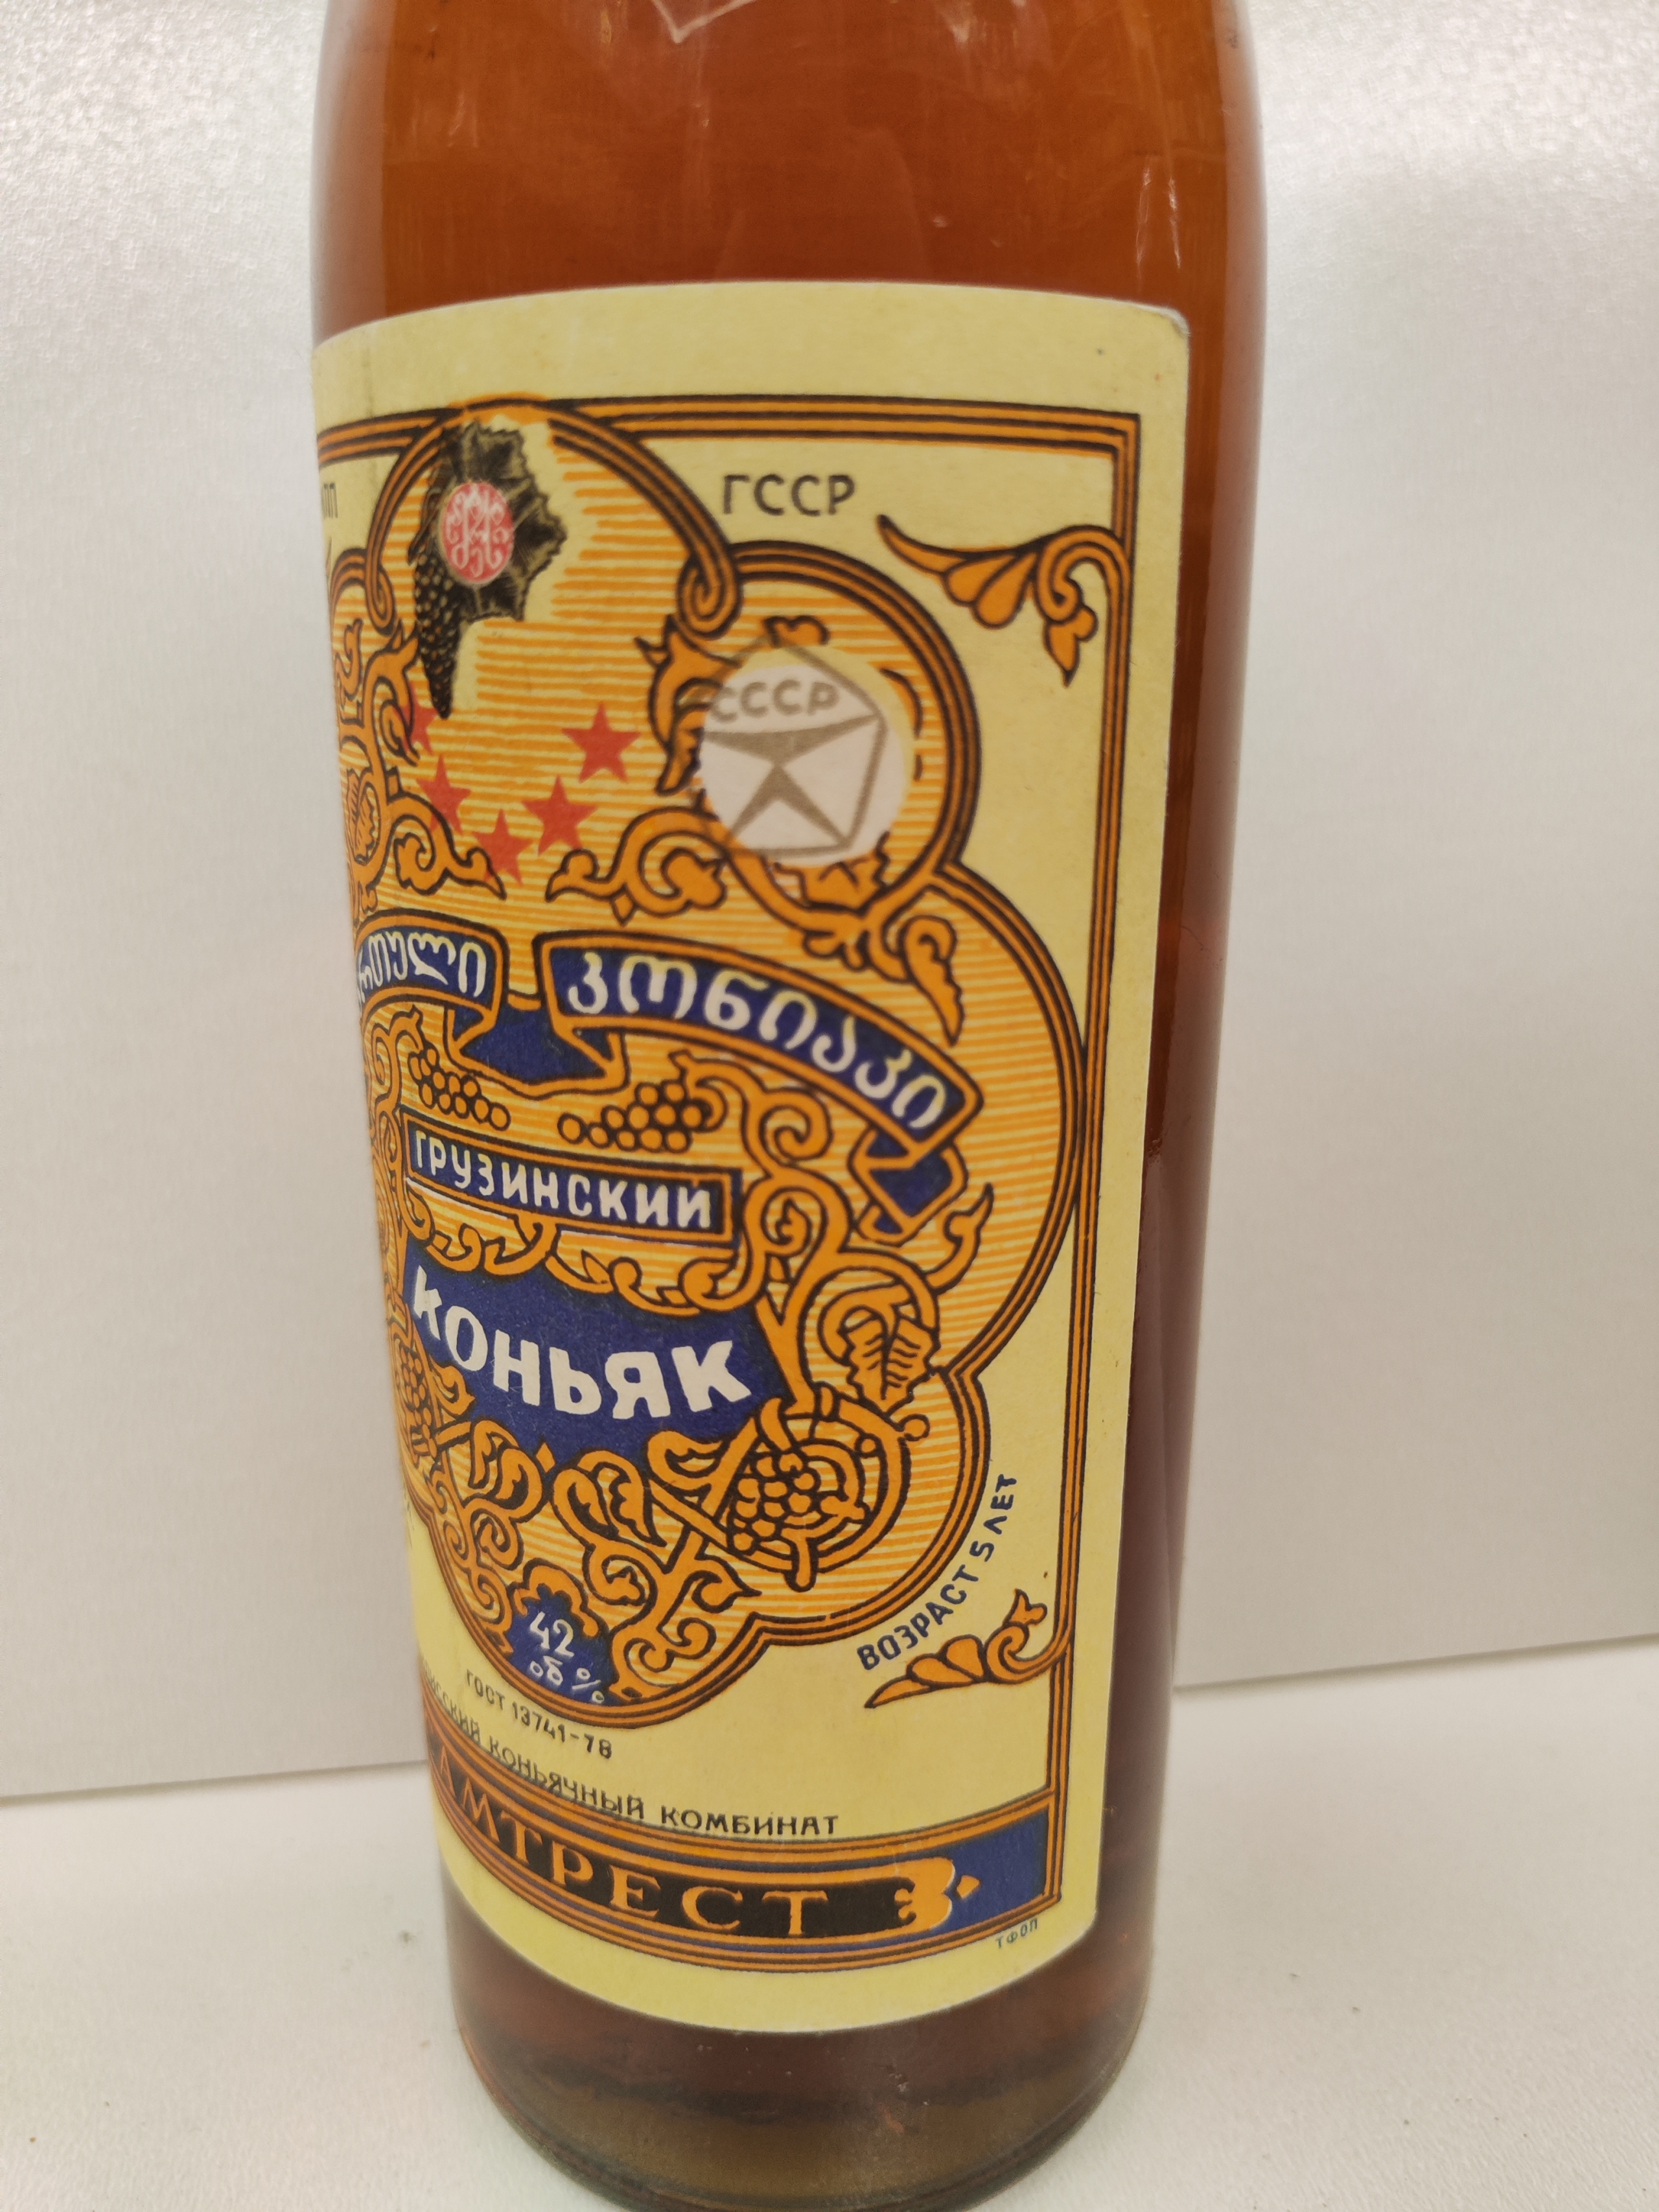 ГССР
СССР
კონიაკი
ГРУЗИНСКИЙ
КОНЬЯК
42
об %
ВОЗРАСТ 5 ЛЕТ
ГОСТ 13741-78
КОНЬЯЧНЫЙ КОМБИНАТ
ТФОП